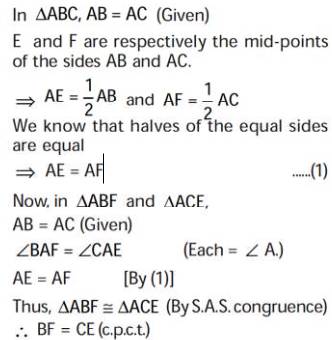 In ΔABC, AB = AC (Given)
E and F are respectively the mid-points
of the sides AB and AC.
⇒ AE = 1/2 AB and AF = 1/2 AC
We know that halves of the equal sides
are equal
⇒ AE = AF ......(1)
Now, in ΔABF and ΔACE,
AB = AC (Given)
∠BAF = ∠CAE (Each = ∠ A.)
AE = AF [By (1)]
Thus, ΔABF ≅ ΔACE (By S.A.S. congruence)
∴ BF = CE (c.p.c.t.)